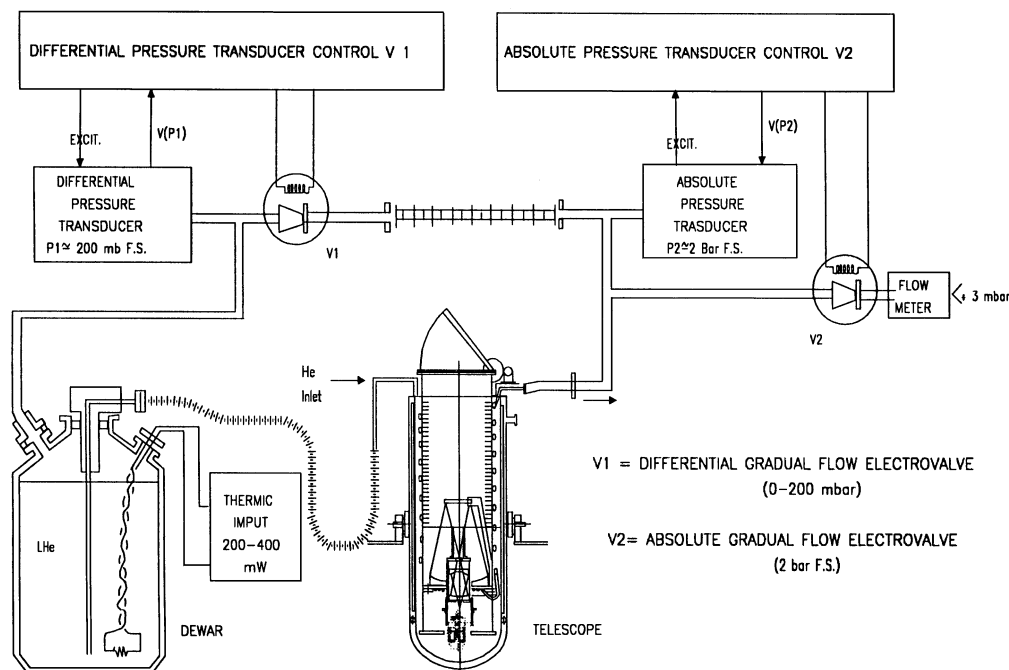 DIFFERENTIAL PRESSURE TRANSDUCER CONTROL V 1
ABSOLUTE PRESSURE TRANSDUCER CONTROL V2
EXCIT.
V(P1)
EXCIT.
V(P2)
DIFFERENTIAL
PRESSURE
TRANSDUCER
P1≃ 200 mb F.S.
V1
ABSOLUTE
PRESSURE
TRASDUCER
P2≃2 Bar F.S.
V2
FLOW
METER
+ 3 mbar
He
Inlet
LHe
THERMIC
IMPUT
200-400
mW
DEWAR
TELESCOPE
V1 = DIFFERENTIAL GRADUAL FLOW ELECTROVALVE
(0-200 mbar)
V2= ABSOLUTE GRADUAL FLOW ELECTROVALVE
(2 bar F.S.)